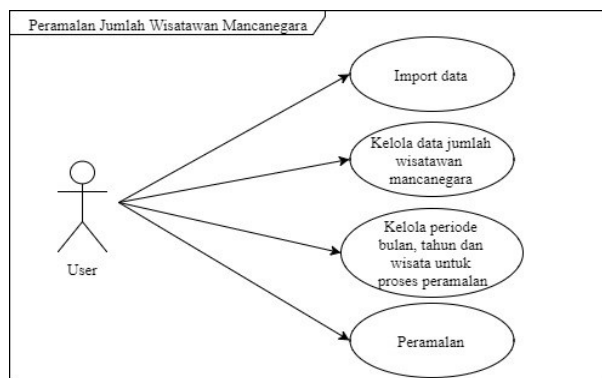 Peramalan Jumlah Wisatawan Mancanegara
Import data
Kelola data jumlah
wisatawan
mancanegara
Kelola periode
bulan, tahun dan
wisata untuk
proses peramalan
User
Peramalan